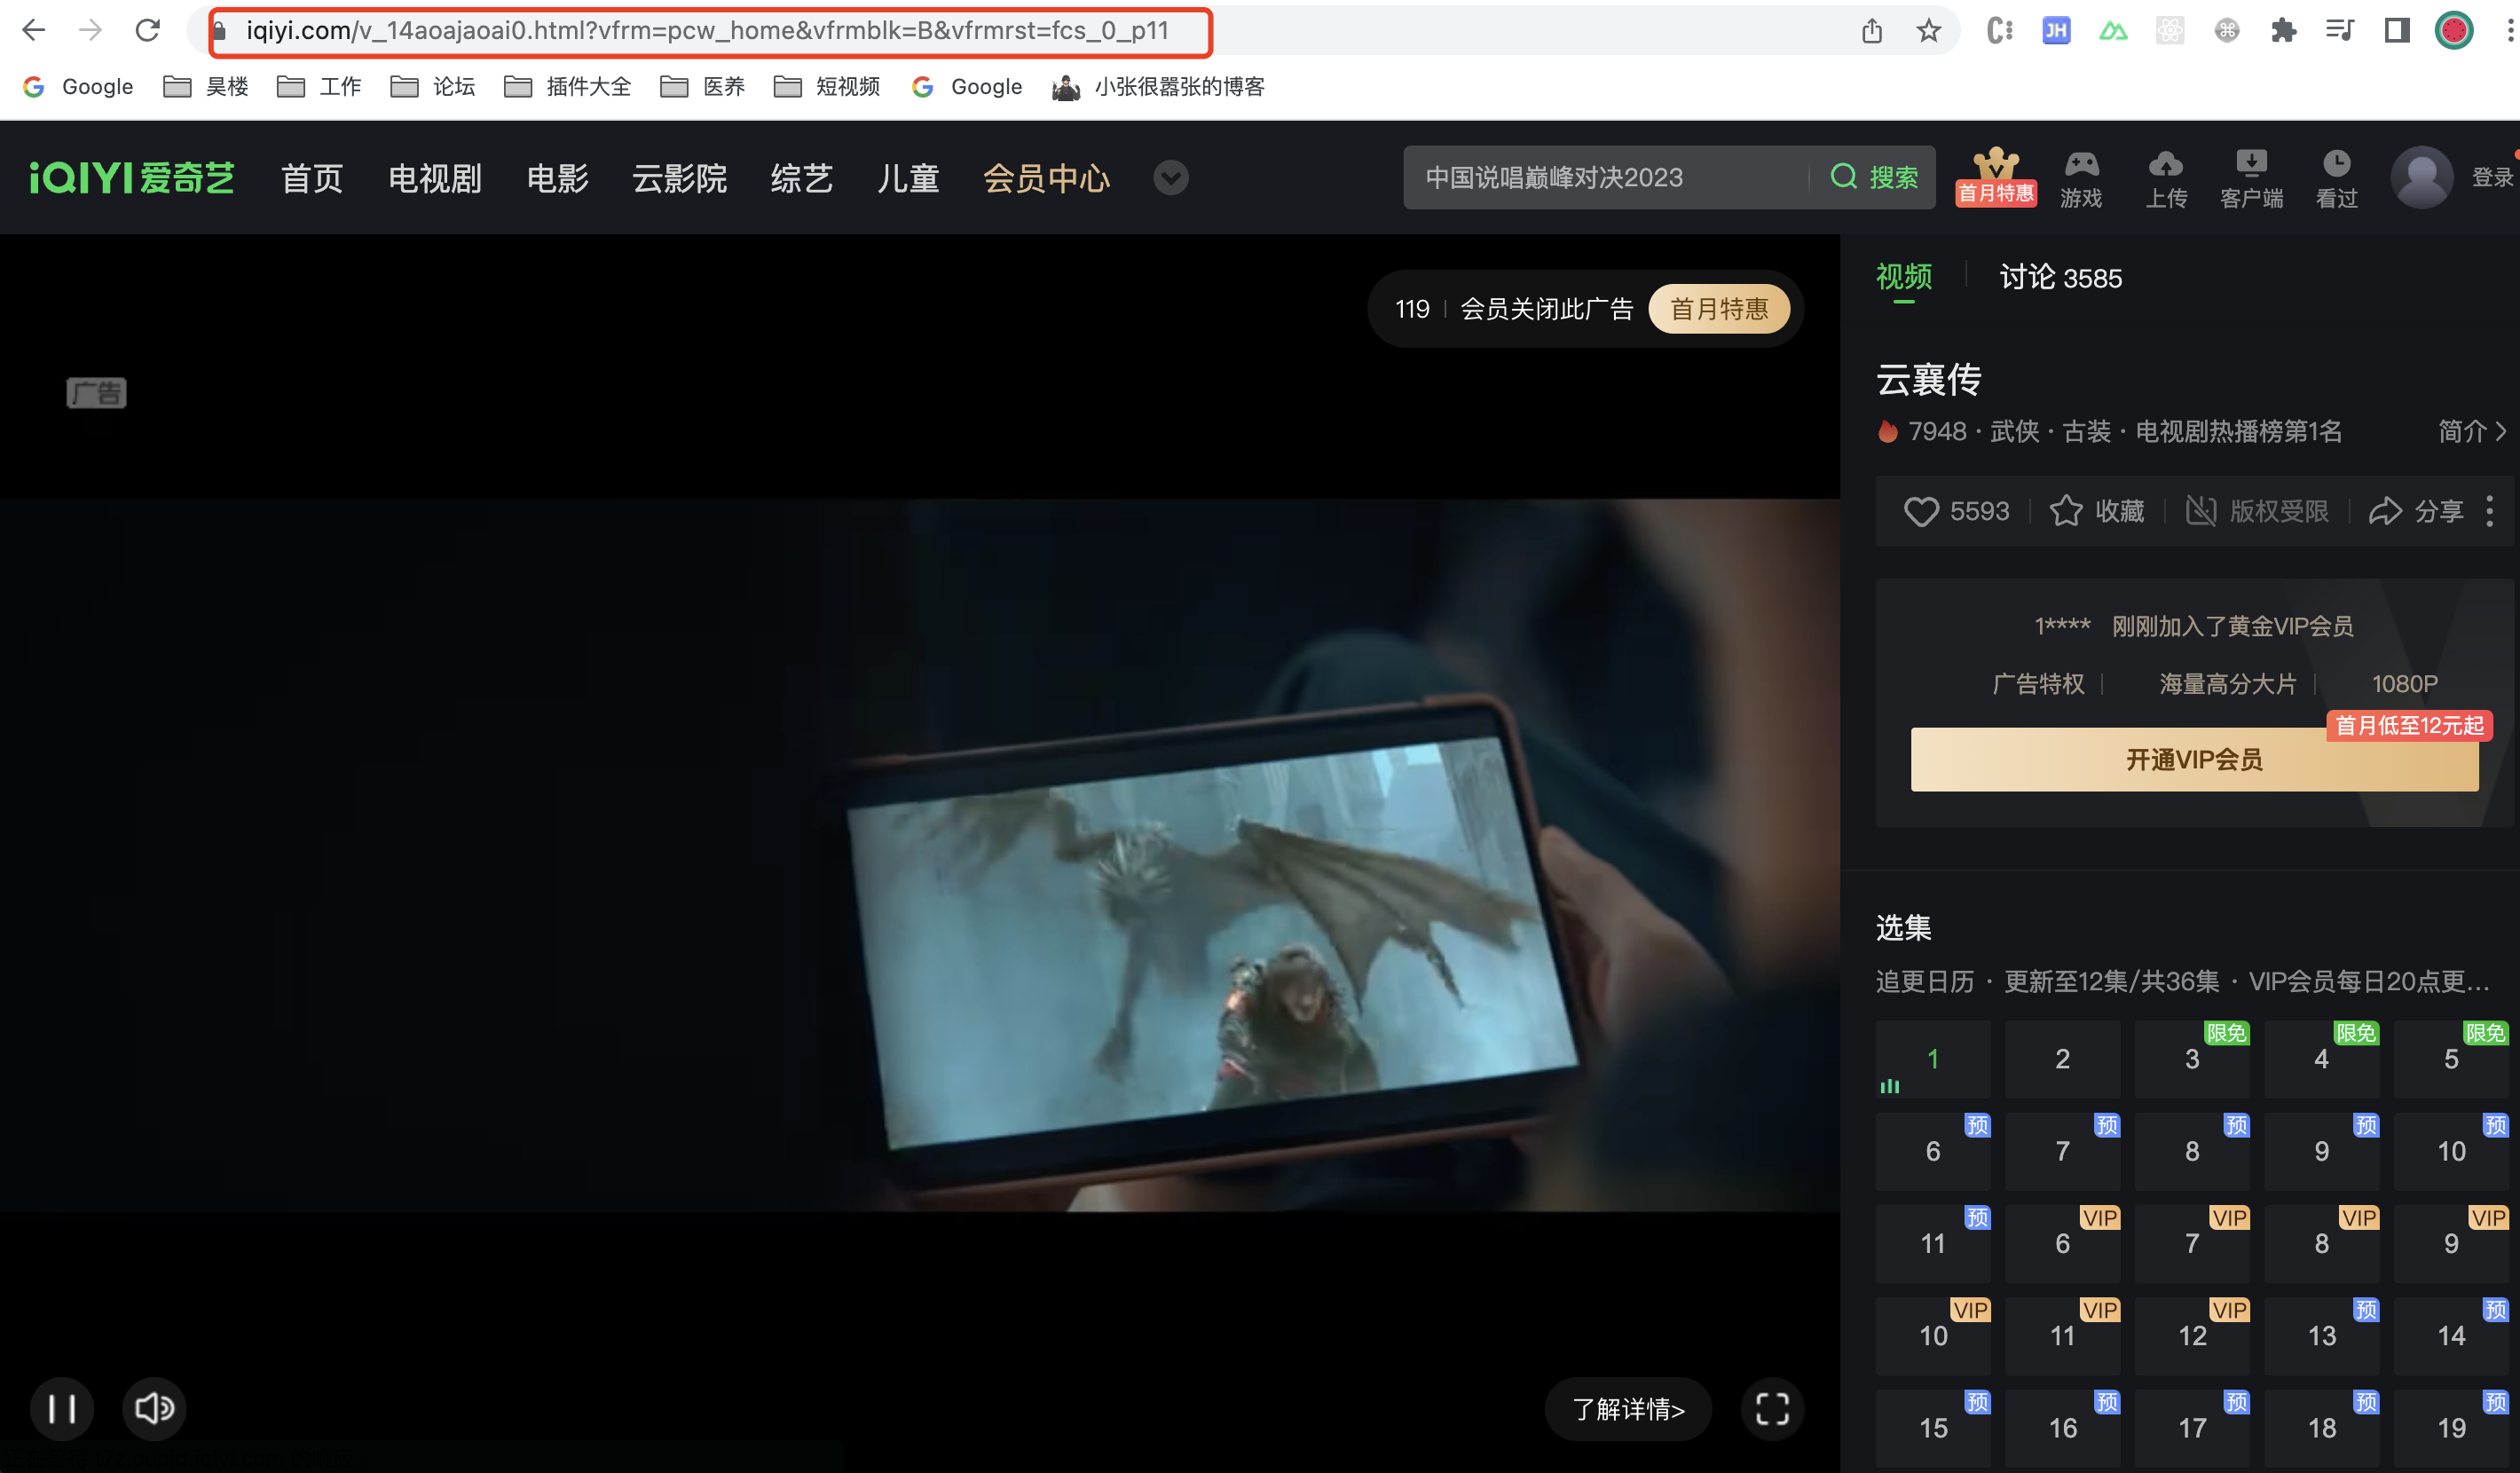 iqiyi.com/v_14aoajaoai0.html?vfrm=pcw_home&vfrmblk=B&vfrmrst=fcs_0_p11
JH
Google 昊楼 工作 论坛 插件大全 医养 短视频 Google 小张很嚣张的博客
iQIYI 爱奇艺 首页 电视剧 电影 云影院 综艺 儿童 会员中心
中国说唱巅峰对决2023 搜索 首月特惠 游戏 上传 客户端 看过 登录
119 会员关闭此广告 首月特惠
广告
了解详情>
视频 讨论 3585
云襄传
7948 · 武侠 · 古装 · 电视剧热播榜第1名 简介
5593 收藏 版权受限 分享
1**** 刚刚加入了黄金VIP会员
广告特权 海量高分大片 1080P
首月低至12元起
开通VIP会员
选集
追更日历 · 更新至12集/共36集 · VIP会员每日20点更...
1 2 3 限免 4 限免 5 限免
6 预 7 预 8 预 9 预 10 预
11 预 6 VIP 7 VIP 8 VIP 9 VIP
10 VIP 11 VIP 12 VIP 13 预 14 预
15 预 16 预 17 预 18 预 19 预